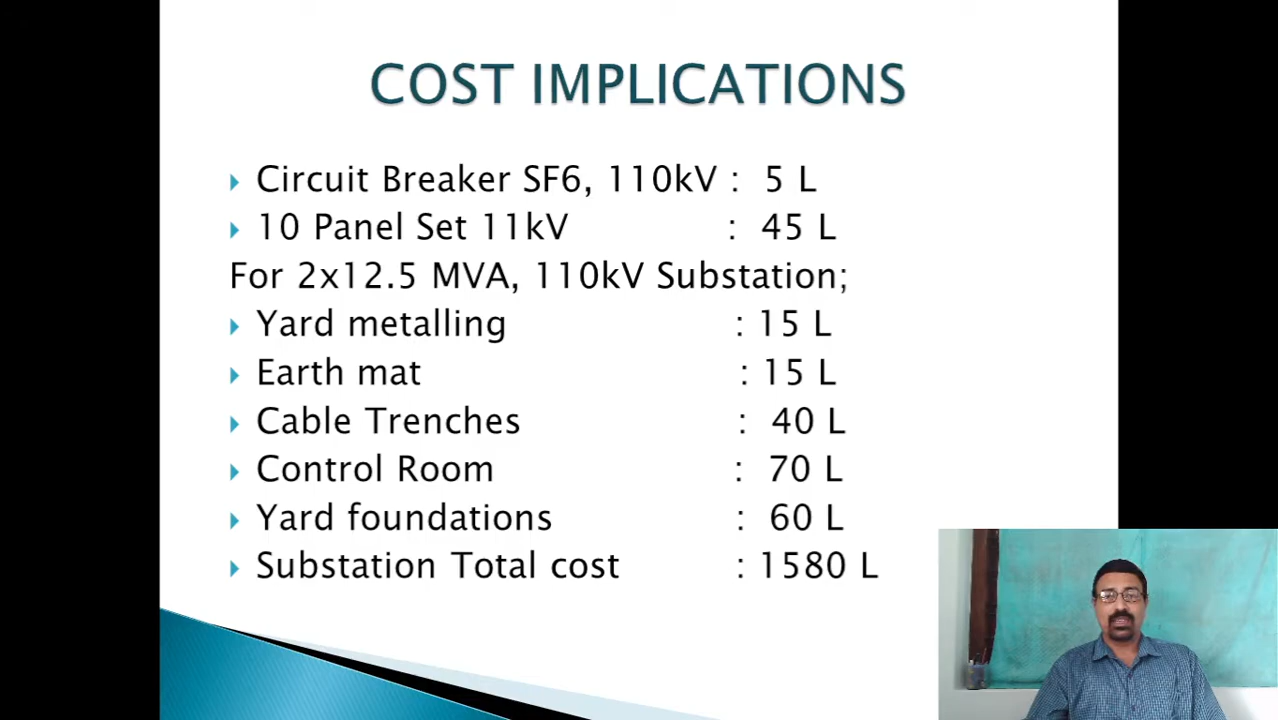 COST IMPLICATIONS
Circuit Breaker SF6, 110kV : 5 L
10 Panel Set 11kV : 45 L
For 2x12.5 MVA, 110kV Substation;
Yard metalling : 15 L
Earth mat : 15 L
Cable Trenches : 40 L
Control Room : 70 L
Yard foundations : 60 L
Substation Total cost : 1580 L